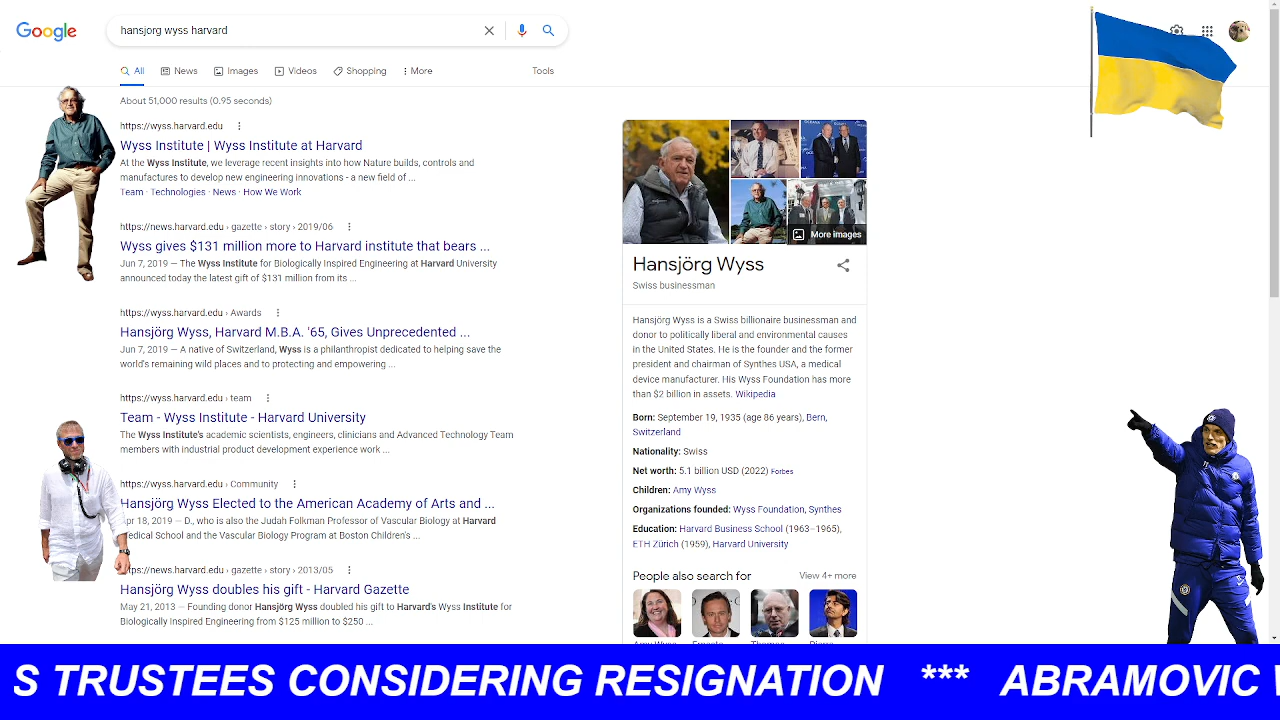 Google
hansjorg wyss harvard
All
News
Images
Videos
Shopping
More
Tools
About 51,000 results (0.95 seconds)
https://wyss.harvard.edu
Wyss Institute | Wyss Institute at Harvard
At the Wyss Institute, we leverage recent insights into how Nature builds, controls and
manufactures to develop new engineering innovations - a new field of ...
Team · Technologies · News · How We Work
https://news.harvard.edu › gazette › story › 2019/06
Wyss gives $131 million more to Harvard institute that bears ...
Jun 7, 2019 — The Wyss Institute for Biologically Inspired Engineering at Harvard University
announced today the latest gift of $131 million from its ...
https://wyss.harvard.edu › Awards
Hansjörg Wyss, Harvard M.B.A. '65, Gives Unprecedented ...
Jun 7, 2019 — A native of Switzerland, Wyss is a philanthropist dedicated to helping save the
world's remaining wild places and to protecting and empowering ...
https://wyss.harvard.edu › team
Team - Wyss Institute - Harvard University
The Wyss Institute's academic scientists, engineers, clinicians and Advanced Technology Team
members with industrial product development experience work ...
https://wyss.harvard.edu › Community
Hansjörg Wyss Elected to the American Academy of Arts and ...
pr 18, 2019 — D., who is also the Judah Folkman Professor of Vascular Biology at Harvard
edical School and the Vascular Biology Program at Boston Children's ...
ttps://news.harvard.edu › gazette › story › 2013/05
Hansjörg Wyss doubles his gift - Harvard Gazette
May 21, 2013 — Founding donor Hansjörg Wyss doubled his gift to Harvard's Wyss Institute for
Biologically Inspired Engineering from $125 million to $250 ...
More images
Hansjörg Wyss
Swiss businessman
Hansjörg Wyss is a Swiss billionaire businessman and
donor to politically liberal and environmental causes
in the United States. He is the founder and the former
president and chairman of Synthes USA, a medical
device manufacturer. His Wyss Foundation has more
than $2 billion in assets. Wikipedia
Born: September 19, 1935 (age 86 years), Bern,
Switzerland
Nationality: Swiss
Net worth: 5.1 billion USD (2022) Forbes
Children: Amy Wyss
Organizations founded: Wyss Foundation, Synthes
Education: Harvard Business School (1963–1965),
ETH Zürich (1959), Harvard University
People also search for
View 4+ more
S TRUSTEES CONSIDERING RESIGNATION *** ABRAMOVIC